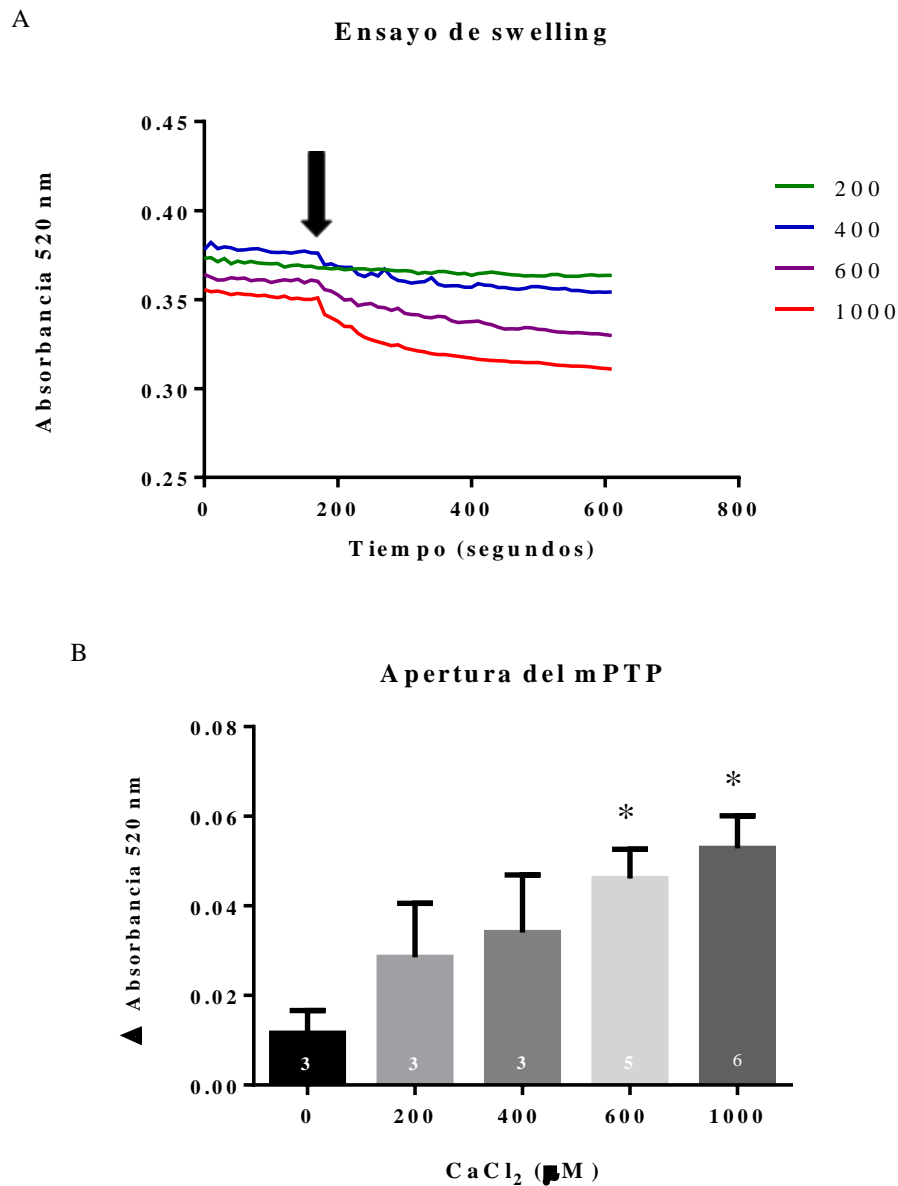 A
Ensayo de swelling
Absorbancia 520 nm
0.45
0.40
0.35
0.30
0.25
0
200
400
600
800
Tiempo (segundos)
200
400
600
1000
B
Apertura del mPTP
▲ Absorbancia 520 nm
0.08
0.06
0.04
0.02
0.00
* *
3 3 3 5 6
0 200 400 600 1000
CaCl₂ (μM)